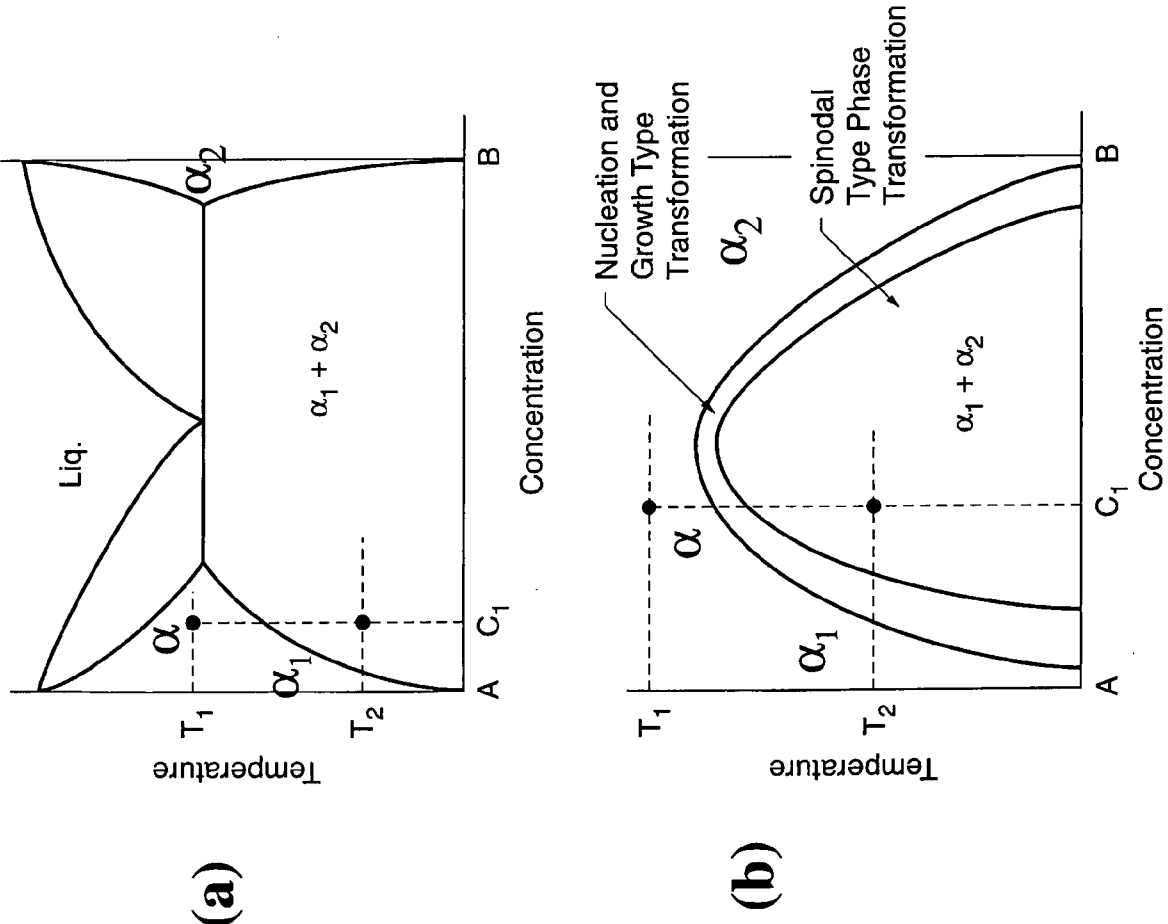 (a)
Temperature
T₁
T₂
Liq.
α
α₁
α₂
α₁ + α₂
A
C₁
B
Concentration
(b)
Temperature
T₁
T₂
α
α₁
α₂
Nucleation and
Growth Type
Transformation
Spinodal
Type Phase
Transformation
α₁ + α₂
A
C₁
B
Concentration